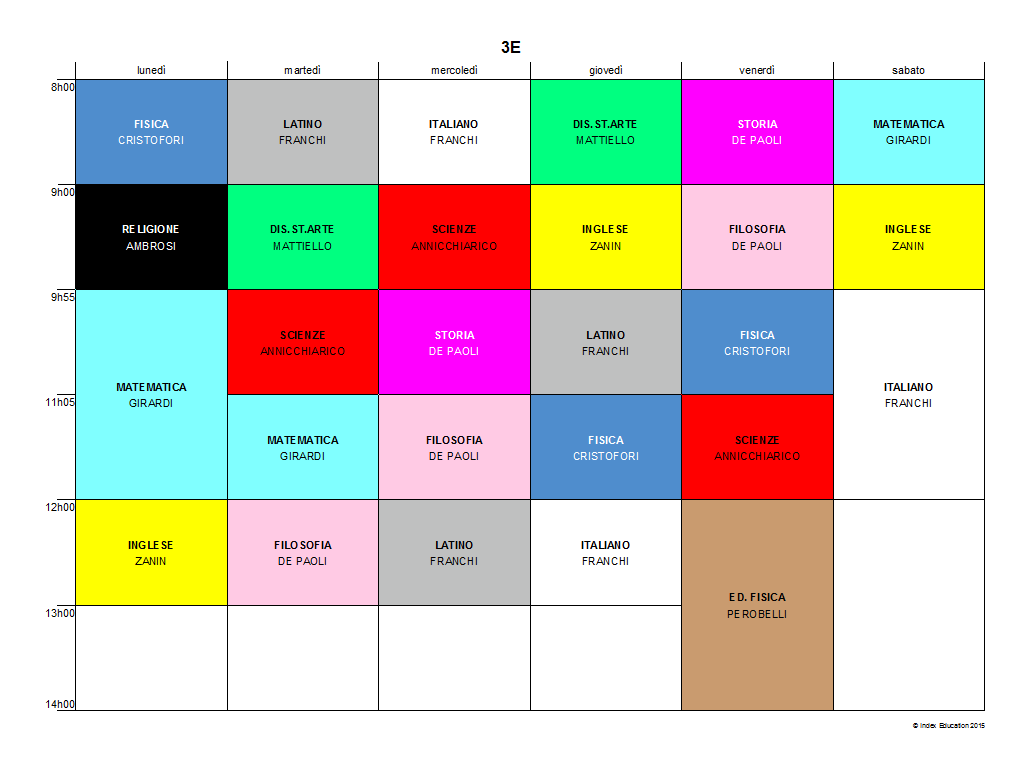 3E
lunedì martedì mercoledì giovedì venerdì sabato
8h00
FISICA LATINO ITALIANO DIS. ST.ARTE STORIA MATEMATICA
CRISTOFORI FRANCHI FRANCHI MATTIELLO DE PAOLI GIRARDI
9h00
RELIGIONE DIS. ST.ARTE SCIENZE INGLESE FILOSOFIA INGLESE
AMBROSI MATTIELLO ANNICCHIARICO ZANIN DE PAOLI ZANIN
9h55
SCIENZE STORIA LATINO FISICA
ANNICCHIARICO DE PAOLI FRANCHI CRISTOFORI
MATEMATICA ITALIANO
GIRARDI FRANCHI
11h05
MATEMATICA FILOSOFIA FISICA SCIENZE
GIRARDI DE PAOLI CRISTOFORI ANNICCHIARICO
12h00
INGLESE FILOSOFIA LATINO ITALIANO
ZANIN DE PAOLI FRANCHI FRANCHI
ED. FISICA
PEROBELLI
13h00
14h00
© Index Education 2015